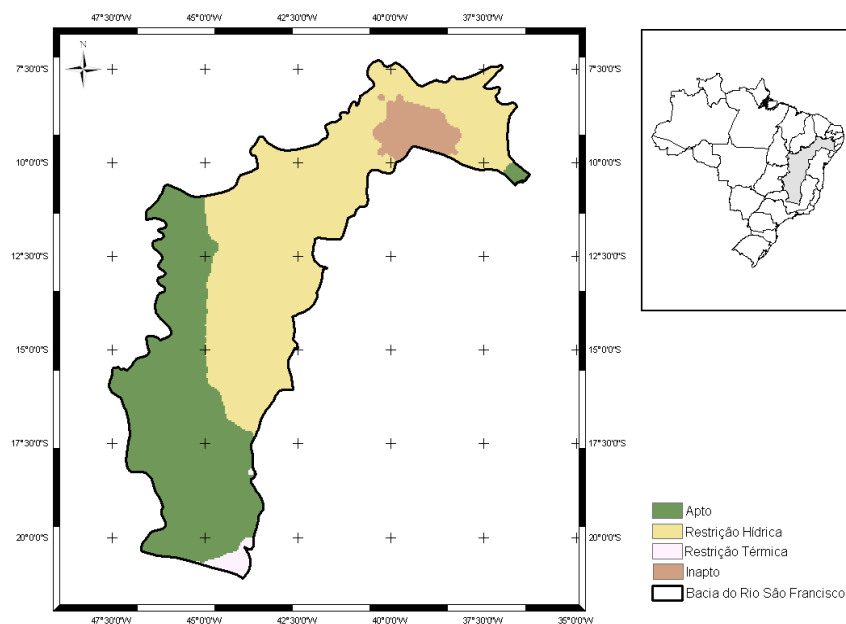 47°30'0"W 45°0'0"W 42°30'0"W 40°0'0"W 37°30'0"W 35°0'0"W
N
7°30'0"S 7°30'0"S
10°0'0"S 10°0'0"S
12°30'0"S 12°30'0"S
15°0'0"S 15°0'0"S
17°30'0"S 17°30'0"S
20°0'0"S 20°0'0"S
47°30'0"W 45°0'0"W 42°30'0"W 40°0'0"W 37°30'0"W 35°0'0"W
Apto
Restrição Hídrica
Restrição Térmica
Inapto
Bacia do Rio São Francisco